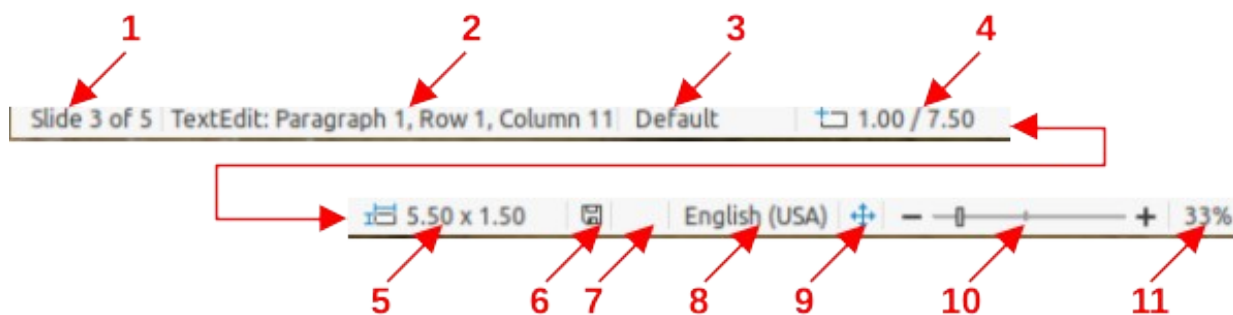 1 2 3 4
Slide 3 of 5 TextEdit: Paragraph 1, Row 1, Column 11 Default 1.00 / 7.50
5.50 x 1.50 English (USA) 33%
5 6 7 8 9 10 11